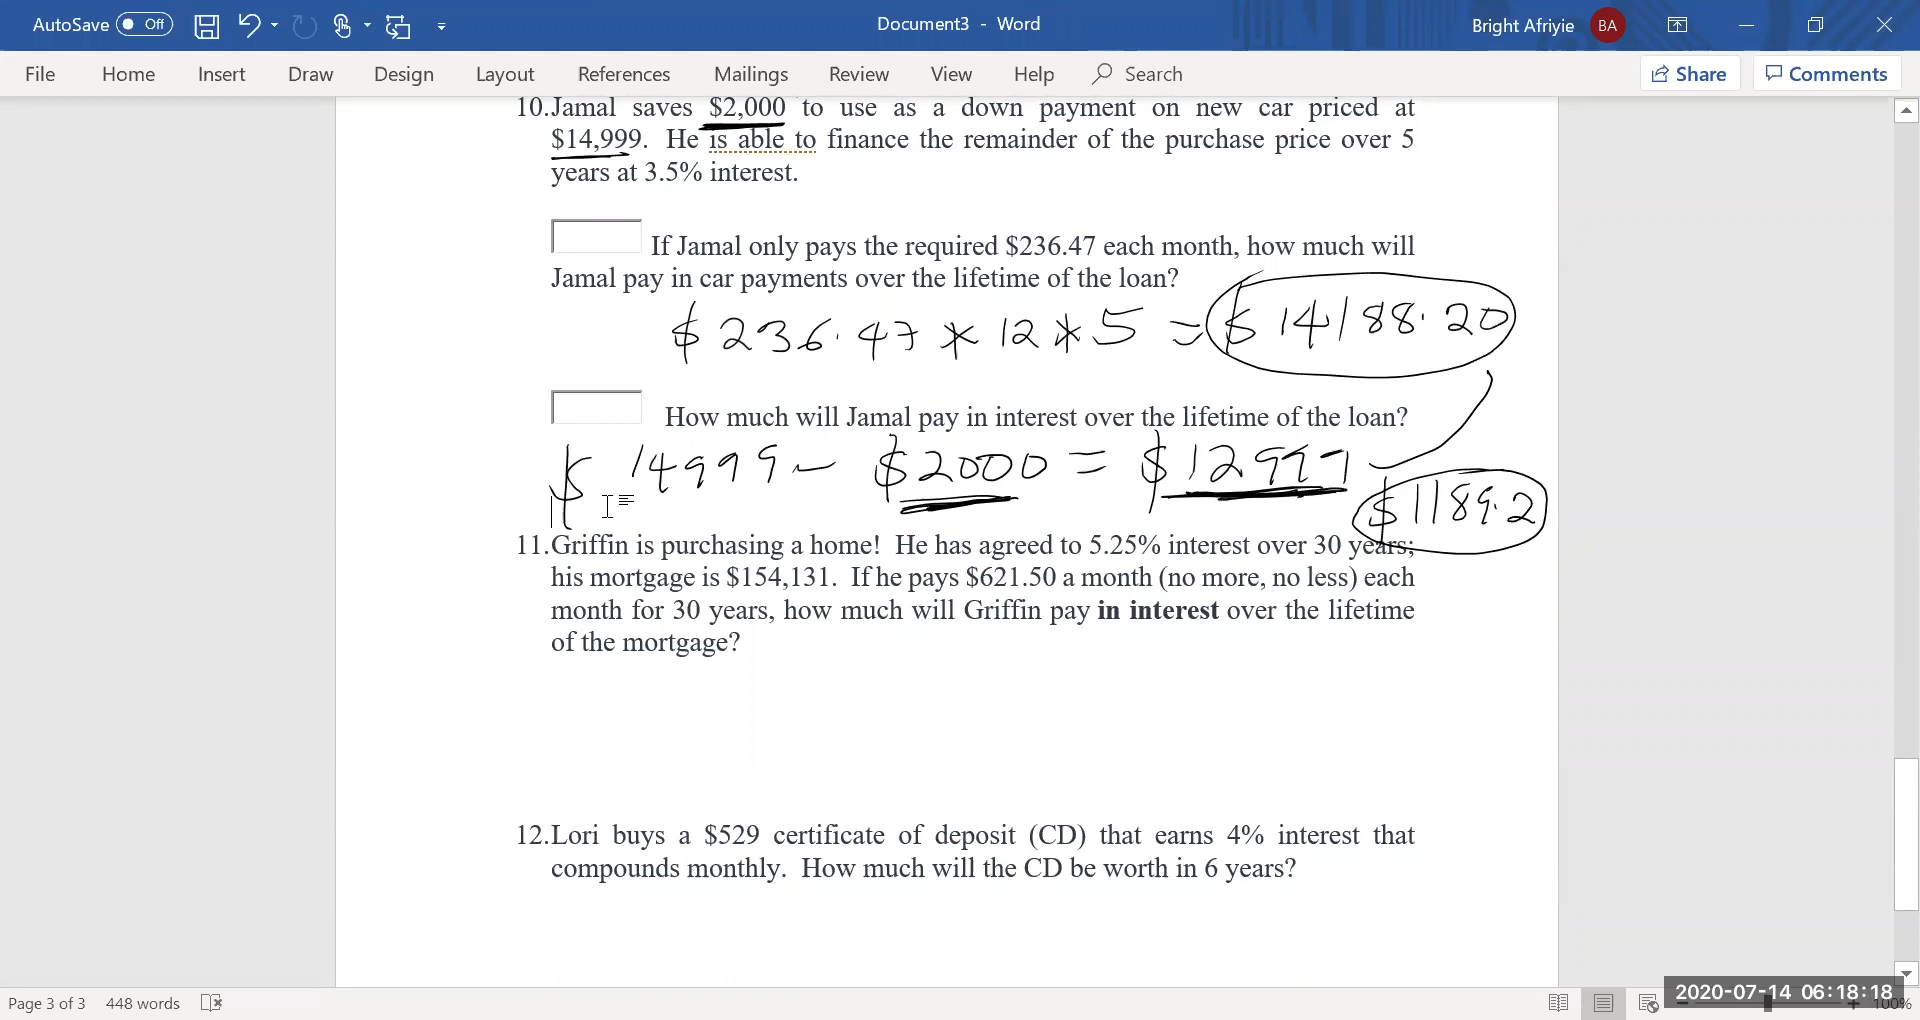 AutoSave Off
Document3 - Word
Bright Afriyie BA
File Home Insert Draw Design Layout References Mailings Review View Help Search Share Comments
10.Jamal saves $2,000 to use as a down payment on new car priced at
$14,999. He is able to finance the remainder of the purchase price over 5
years at 3.5% interest.
If Jamal only pays the required $236.47 each month, how much will
Jamal pay in car payments over the lifetime of the loan?
$ 236.47 * 12 * 5 = $ 14188.20
How much will Jamal pay in interest over the lifetime of the loan?
$ 14999 - $2000 = $12999
$1189.2
11.Griffin is purchasing a home! He has agreed to 5.25% interest over 30 years;
his mortgage is $154,131. If he pays $621.50 a month (no more, no less) each
month for 30 years, how much will Griffin pay in interest over the lifetime
of the mortgage?
12.Lori buys a $529 certificate of deposit (CD) that earns 4% interest that
compounds monthly. How much will the CD be worth in 6 years?
Page 3 of 3 448 words
2020-07-14 06:18:18
100%